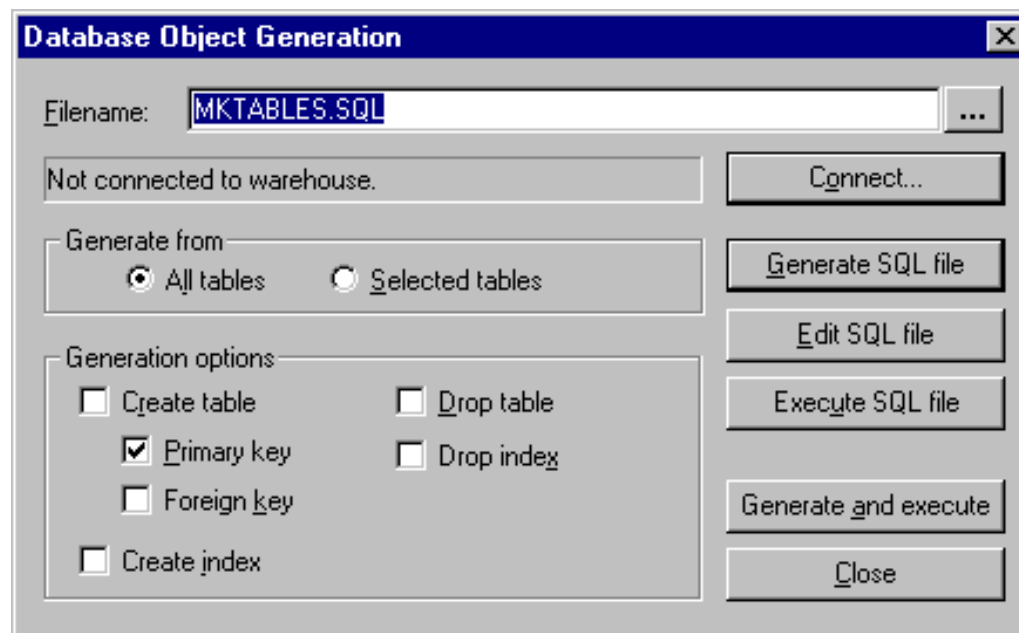 Database Object Generation
Filename: MKTABLES.SQL ...
Not connected to warehouse. Connect...
Generate from
All tables Selected tables
Generate SQL file
Edit SQL file
Generation options
Create table Drop table
Execute SQL file
Primary key Drop index
Foreign key
Generate and execute
Create index
Close